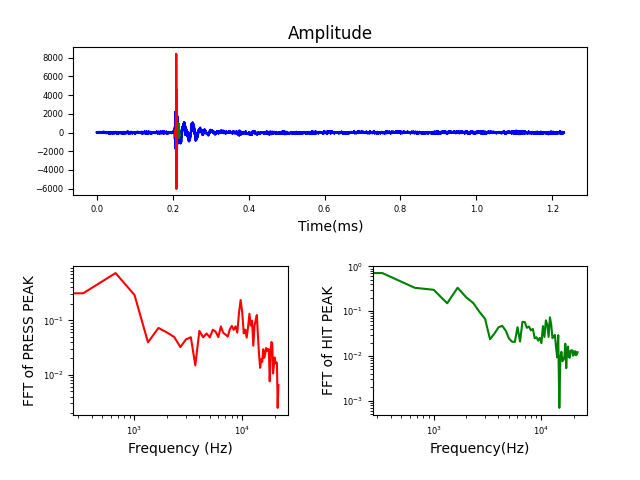 Amplitude
8000
6000
4000
2000
0
−2000
−4000
−6000
0.0 0.2 0.4 0.6 0.8 1.0 1.2
Time(ms)
FFT of PRESS PEAK
10⁻¹
10⁻²
10³ 10⁴
Frequency (Hz)
FFT of HIT PEAK
10⁰
10⁻¹
10⁻²
10⁻³
10³ 10⁴
Frequency(Hz)